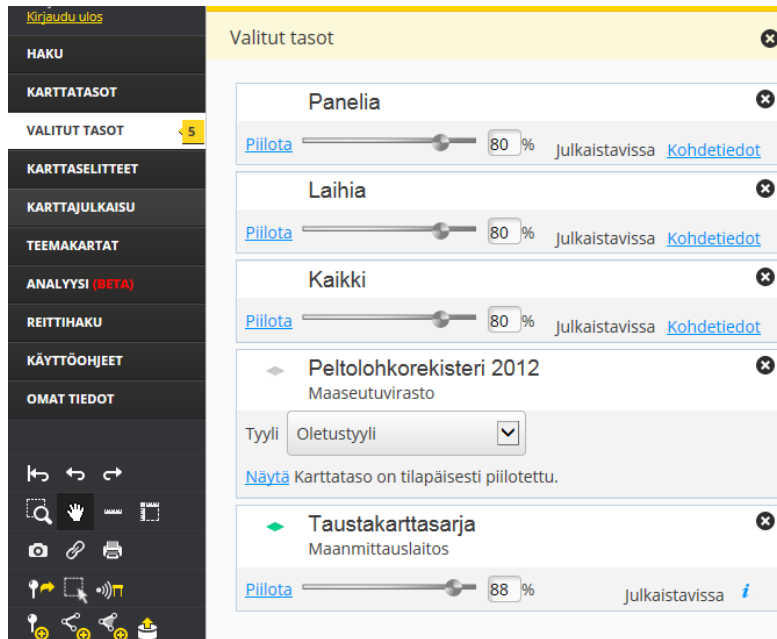 Kirjaudu ulos
HAKU
KARTTATASOT
VALITUT TASOT 5
KARTTASELITTEET
KARTTAJULKAISU
TEEMAKARTAT
ANALYYSI (BETA)
REITTIHAKU
KÄYTTÖOHJEET
OMAT TIEDOT
Valitut tasot
Panelia
Piilota 80 % Julkaistavissa Kohdetiedot
Laihia
Piilota 80 % Julkaistavissa Kohdetiedot
Kaikki
Piilota 80 % Julkaistavissa Kohdetiedot
Peltolohkorekisteri 2012
Maaseutuvirasto
Tyyli Oletustyyli
Näytä Karttataso on tilapäisesti piilotettu.
Taustakarttasarja
Maanmittauslaitos
Piilota 88 % Julkaistavissa i